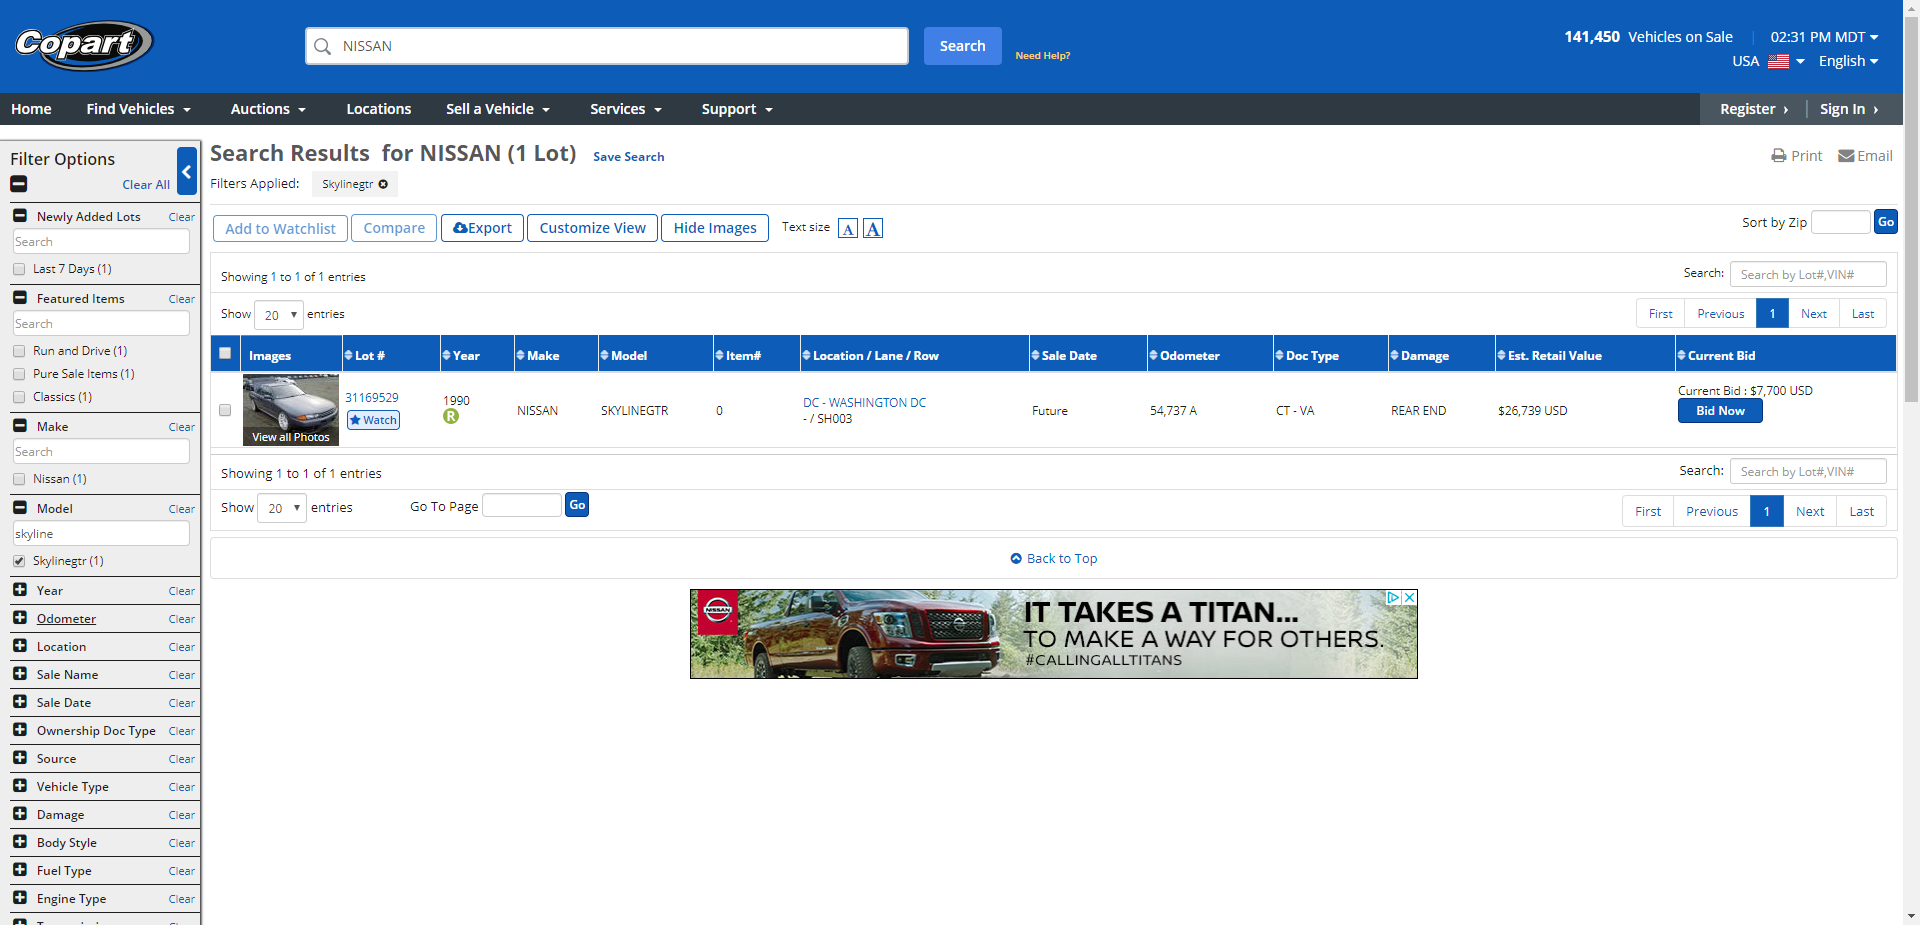 Copart
NISSAN
Search
Need Help?
141,450 Vehicles on Sale
02:31 PM MDT
USA
English
Home
Find Vehicles
Auctions
Locations
Sell a Vehicle
Services
Support
Register ›
Sign In ›
Filter Options
Clear All
Newly Added Lots Clear
Search
Last 7 Days (1)
Featured Items Clear
Search
Run and Drive (1)
Pure Sale Items (1)
Classics (1)
Make Clear
Search
Nissan (1)
Model Clear
skyline
Skylinegtr (1)
Year Clear
Odometer Clear
Location Clear
Sale Name Clear
Sale Date Clear
Ownership Doc Type Clear
Source Clear
Vehicle Type Clear
Damage Clear
Body Style Clear
Fuel Type Clear
Engine Type Clear
Search Results for NISSAN (1 Lot)
Save Search
Print
Email
Filters Applied:
Skylinegtr
Add to Watchlist
Compare
Export
Customize View
Hide Images
Text size
A
A
Sort by Zip
Go
Showing 1 to 1 of 1 entries
Search:
Search by Lot#,VIN#
Show 20 entries
First Previous 1 Next Last
Images Lot # Year Make Model Item# Location / Lane / Row Sale Date Odometer Doc Type Damage Est. Retail Value Current Bid
View all Photos
31169529
Watch
1990
R
NISSAN
SKYLINEGTR
0
DC - WASHINGTON DC
- / SH003
Future
54,737 A
CT - VA
REAR END
$26,739 USD
Current Bid : $7,700 USD
Bid Now
Showing 1 to 1 of 1 entries
Search:
Search by Lot#,VIN#
Show 20 entries
Go To Page
Go
First Previous 1 Next Last
Back to Top
NISSAN
IT TAKES A TITAN...
TO MAKE A WAY FOR OTHERS.
#CALLINGALLTITANS